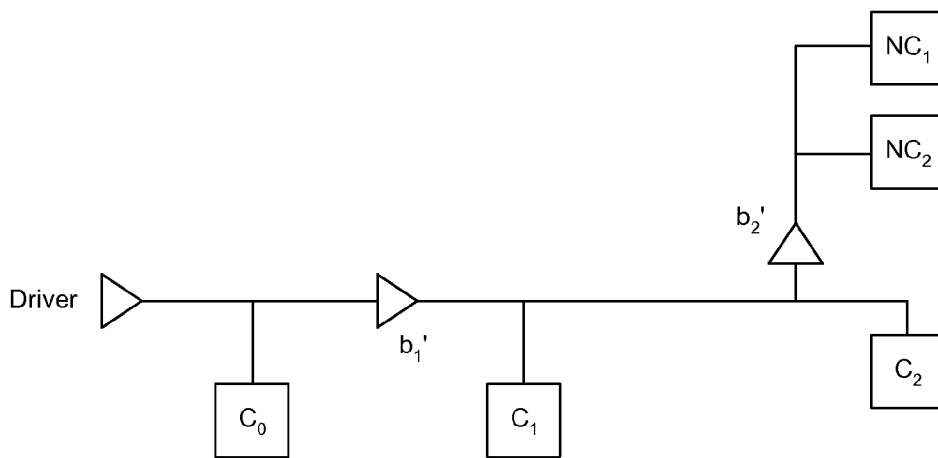 NC₁
NC₂
b₂'
Driver
b₁'
C₂
C₀
C₁